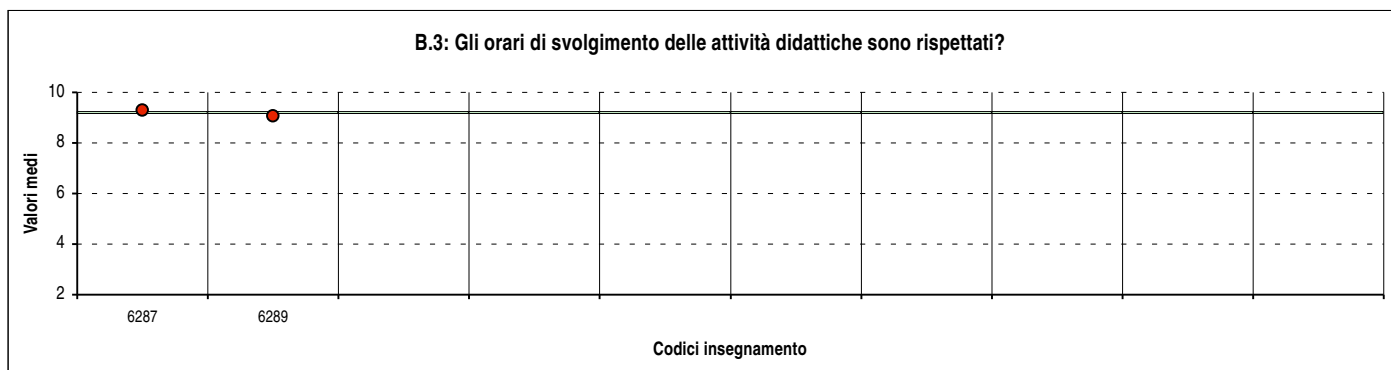 B.3: Gli orari di svolgimento delle attività didattiche sono rispettati?
10
8
6
4
2
Valori medi
6287 6289
Codici insegnamento